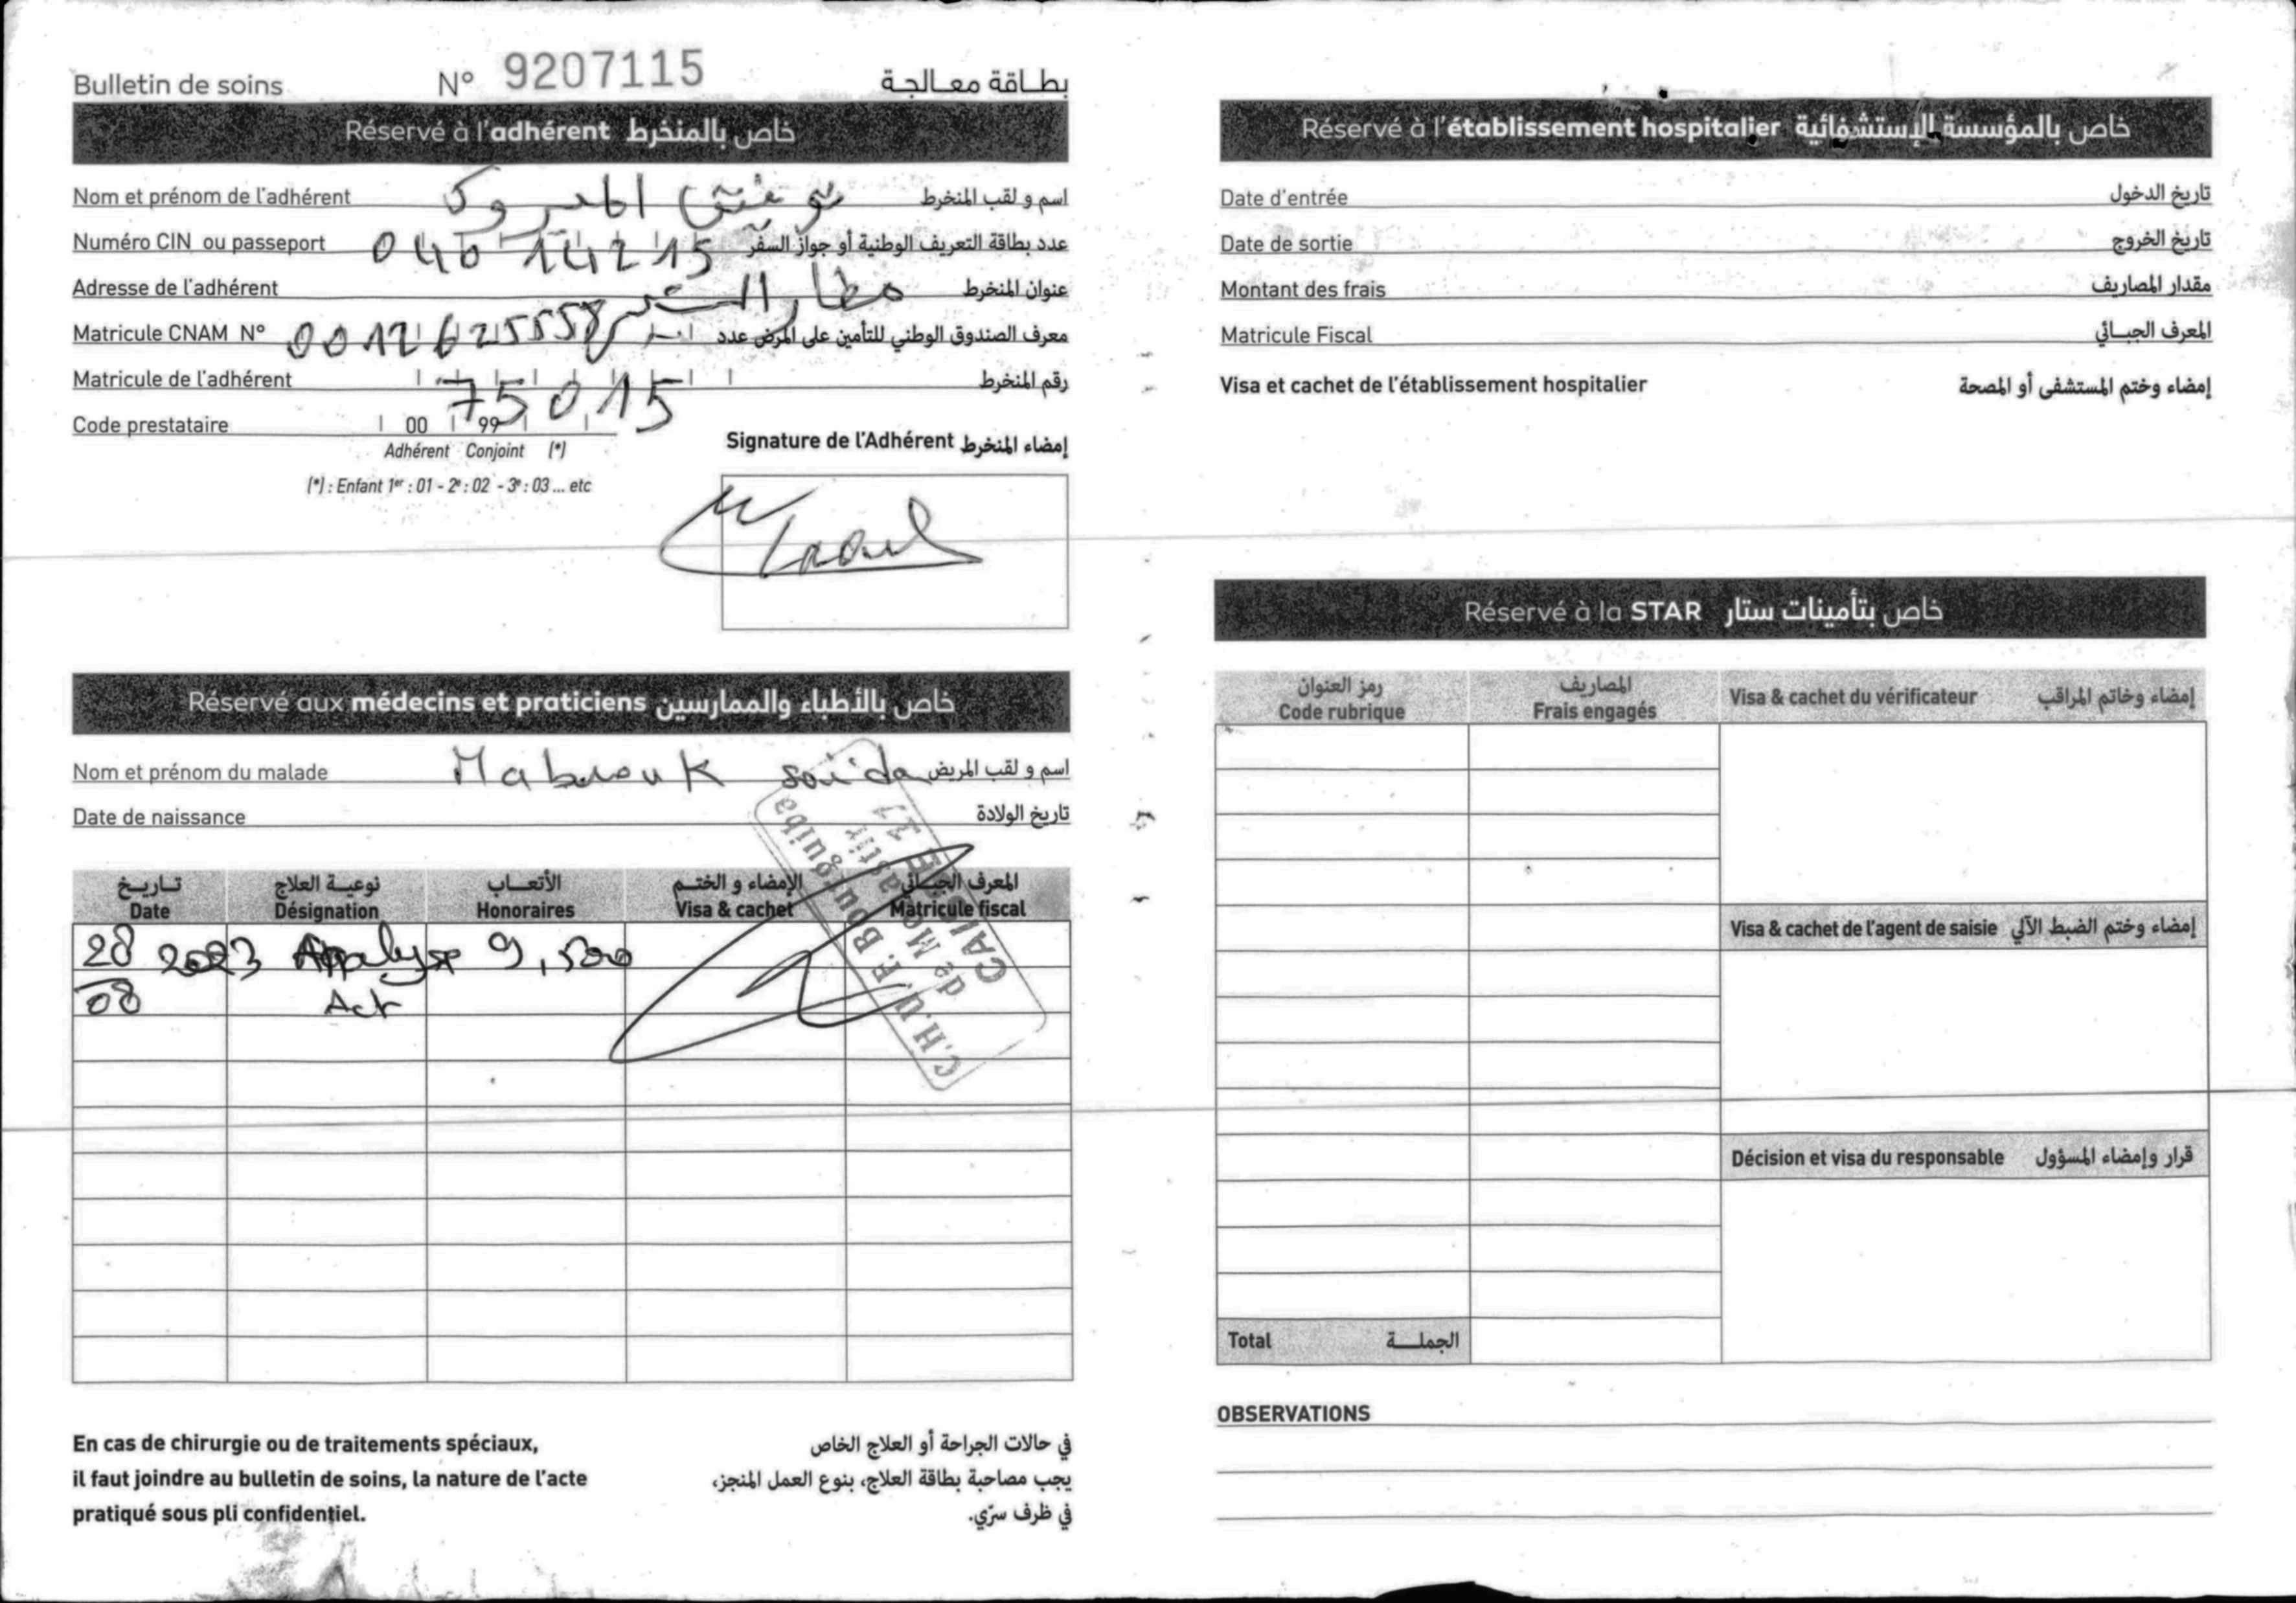 Bulletin de soins N° 9207115 بطاقة معالجة
Réservé à l'adhérent خاص بالمنخرط
Nom et prénom de l'adhérent توفيق المبروك اسم و لقب المنخرط
Numéro CIN ou passeport 04014215 عدد بطاقة التعريف الوطنية أو جواز السفر
Adresse de l'adhérent مطار المنستير عنوان المنخرط
Matricule CNAM N° 001262555 معرف الصندوق الوطني للتأمين على المرض عدد
Matricule de l'adhérent 75015 رقم المنخرط
Code prestataire 00 99
Adhérent Conjoint (*)
(*) : Enfant 1er : 01 - 2e : 02 - 3e : 03 ... etc
Signature de l'Adhérent إمضاء المنخرط
Réservé aux médecins et praticiens خاص بالأطباء والممارسين
Nom et prénom du malade Mabrouk saida اسم و لقب المريض
Date de naissance تاريخ الولادة
تاريخ نوعية العلاج الأتعاب الإمضاء و الختم المعرف الجبائي
Date Désignation Honoraires Visa & cachet Matricule fiscal
28 2023 Analyse 9,500
08 Act
C.H.U. F. Bourguiba
de Monastir
CAISSE
En cas de chirurgie ou de traitements spéciaux,
il faut joindre au bulletin de soins, la nature de l'acte
pratiqué sous pli confidentiel.
في حالات الجراحة أو العلاج الخاص
يجب مصاحبة بطاقة العلاج، بنوع العمل المنجز،
في ظرف سرّي.
Réservé à l'établissement hospitalier خاص بالمؤسسة الإستشفائية
Date d'entrée تاريخ الدخول
Date de sortie تاريخ الخروج
Montant des frais مقدار المصاريف
Matricule Fiscal المعرف الجبائي
Visa et cachet de l'établissement hospitalier إمضاء وختم المستشفى أو المصحة
Réservé à la STAR خاص بتأمينات ستار
رمز العنوان المصاريف
Code rubrique Frais engagés Visa & cachet du vérificateur إمضاء وخاتم المراقب
Visa & cachet de l'agent de saisie إمضاء وختم الضبط الآلي
Décision et visa du responsable قرار وإمضاء المسؤول
Total الجملة
OBSERVATIONS